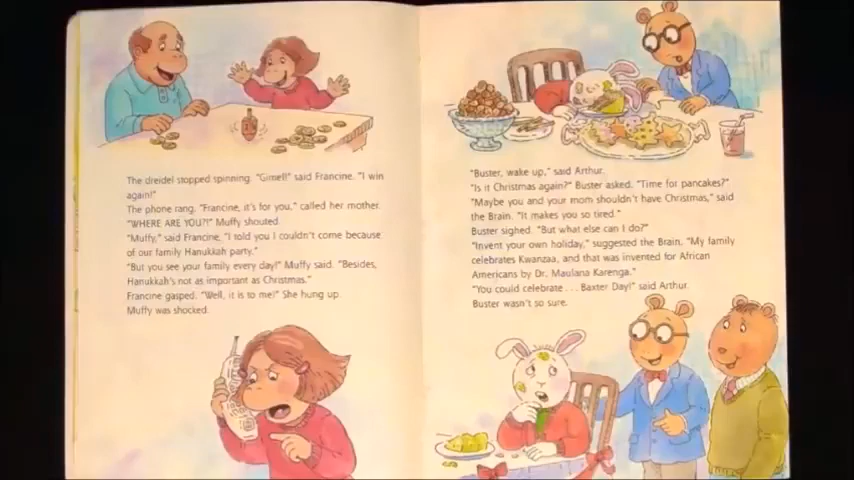 The dreidel stopped spinning. "Gimel!" said Francine. "I win
again!"
The phone rang. "Francine, it's for you," called her mother.
"WHERE ARE YOU?!" Muffy shouted.
"Muffy," said Francine, "I told you I couldn't come because
of our family Hanukkah party."
"But you see your family every day!" Muffy said. "Besides,
Hanukkah's not as important as Christmas."
Francine gasped. "Well, it is to me!" She hung up.
Muffy was shocked.
"Buster, wake up," said Arthur.
"Is it Christmas again?" Buster asked. "Time for pancakes?"
"Maybe you and your mom shouldn't have Christmas," said
the Brain. "It makes you so tired."
Buster sighed. "But what else can I do?"
"Invent your own holiday," suggested the Brain. "My family
celebrates Kwanzaa, and that was invented for African
Americans by Dr. Maulana Karenga."
"You could celebrate . . . Baxter Day!" said Arthur.
Buster wasn't so sure.